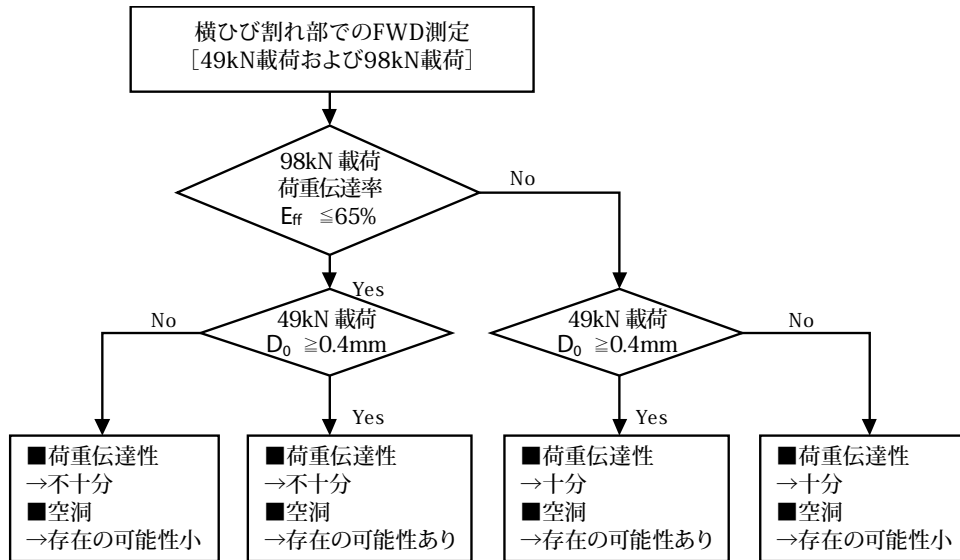 横ひび割れ部でのFWD測定
[49kN載荷および98kN載荷]
98kN 載荷
荷重伝達率
Eff ≦65%
No
Yes
49kN 載荷
D0 ≧0.4mm
No
Yes
49kN 載荷
D0 ≧0.4mm
No
Yes
■荷重伝達性
→不十分
■空洞
→存在の可能性小
■荷重伝達性
→不十分
■空洞
→存在の可能性あり
■荷重伝達性
→十分
■空洞
→存在の可能性あり
■荷重伝達性
→十分
■空洞
→存在の可能性小